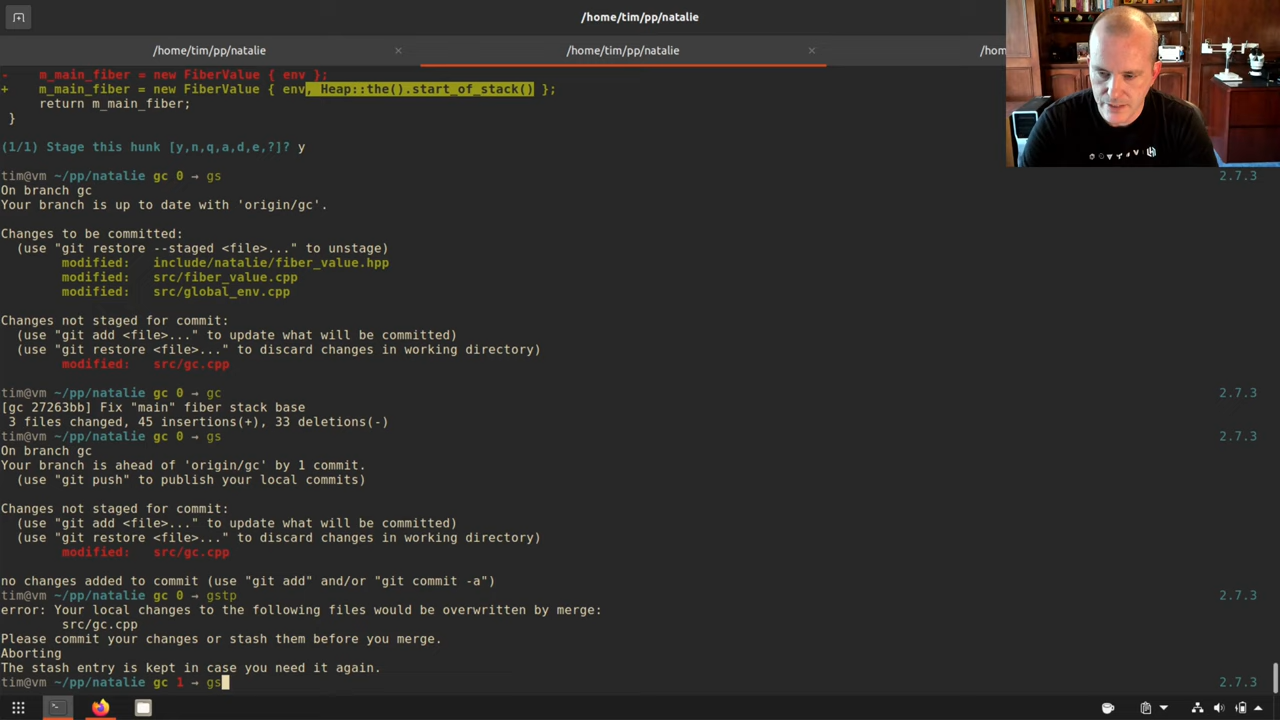 /home/tim/pp/natalie
/home/tim/pp/natalie × /home/tim/pp/natalie × /hom
-    m_main_fiber = new FiberValue { env };
+    m_main_fiber = new FiberValue { env, Heap::the().start_of_stack() };
return m_main_fiber;
}
(1/1) Stage this hunk [y,n,q,a,d,e,?]? y
tim@vm ~/pp/natalie gc 0 → gs 2.7.3
On branch gc
Your branch is up to date with 'origin/gc'.
Changes to be committed:
(use "git restore --staged <file>..." to unstage)
modified:   include/natalie/fiber_value.hpp
modified:   src/fiber_value.cpp
modified:   src/global_env.cpp
Changes not staged for commit:
(use "git add <file>..." to update what will be committed)
(use "git restore <file>..." to discard changes in working directory)
modified:   src/gc.cpp
tim@vm ~/pp/natalie gc 0 → gc 2.7.3
[gc 27263bb] Fix "main" fiber stack base
3 files changed, 45 insertions(+), 33 deletions(-)
tim@vm ~/pp/natalie gc 0 → gs 2.7.3
On branch gc
Your branch is ahead of 'origin/gc' by 1 commit.
(use "git push" to publish your local commits)
Changes not staged for commit:
(use "git add <file>..." to update what will be committed)
(use "git restore <file>..." to discard changes in working directory)
modified:   src/gc.cpp
no changes added to commit (use "git add" and/or "git commit -a")
tim@vm ~/pp/natalie gc 0 → gstp 2.7.3
error: Your local changes to the following files would be overwritten by merge:
src/gc.cpp
Please commit your changes or stash them before you merge.
Aborting
The stash entry is kept in case you need it again.
tim@vm ~/pp/natalie gc 1 → gs 2.7.3